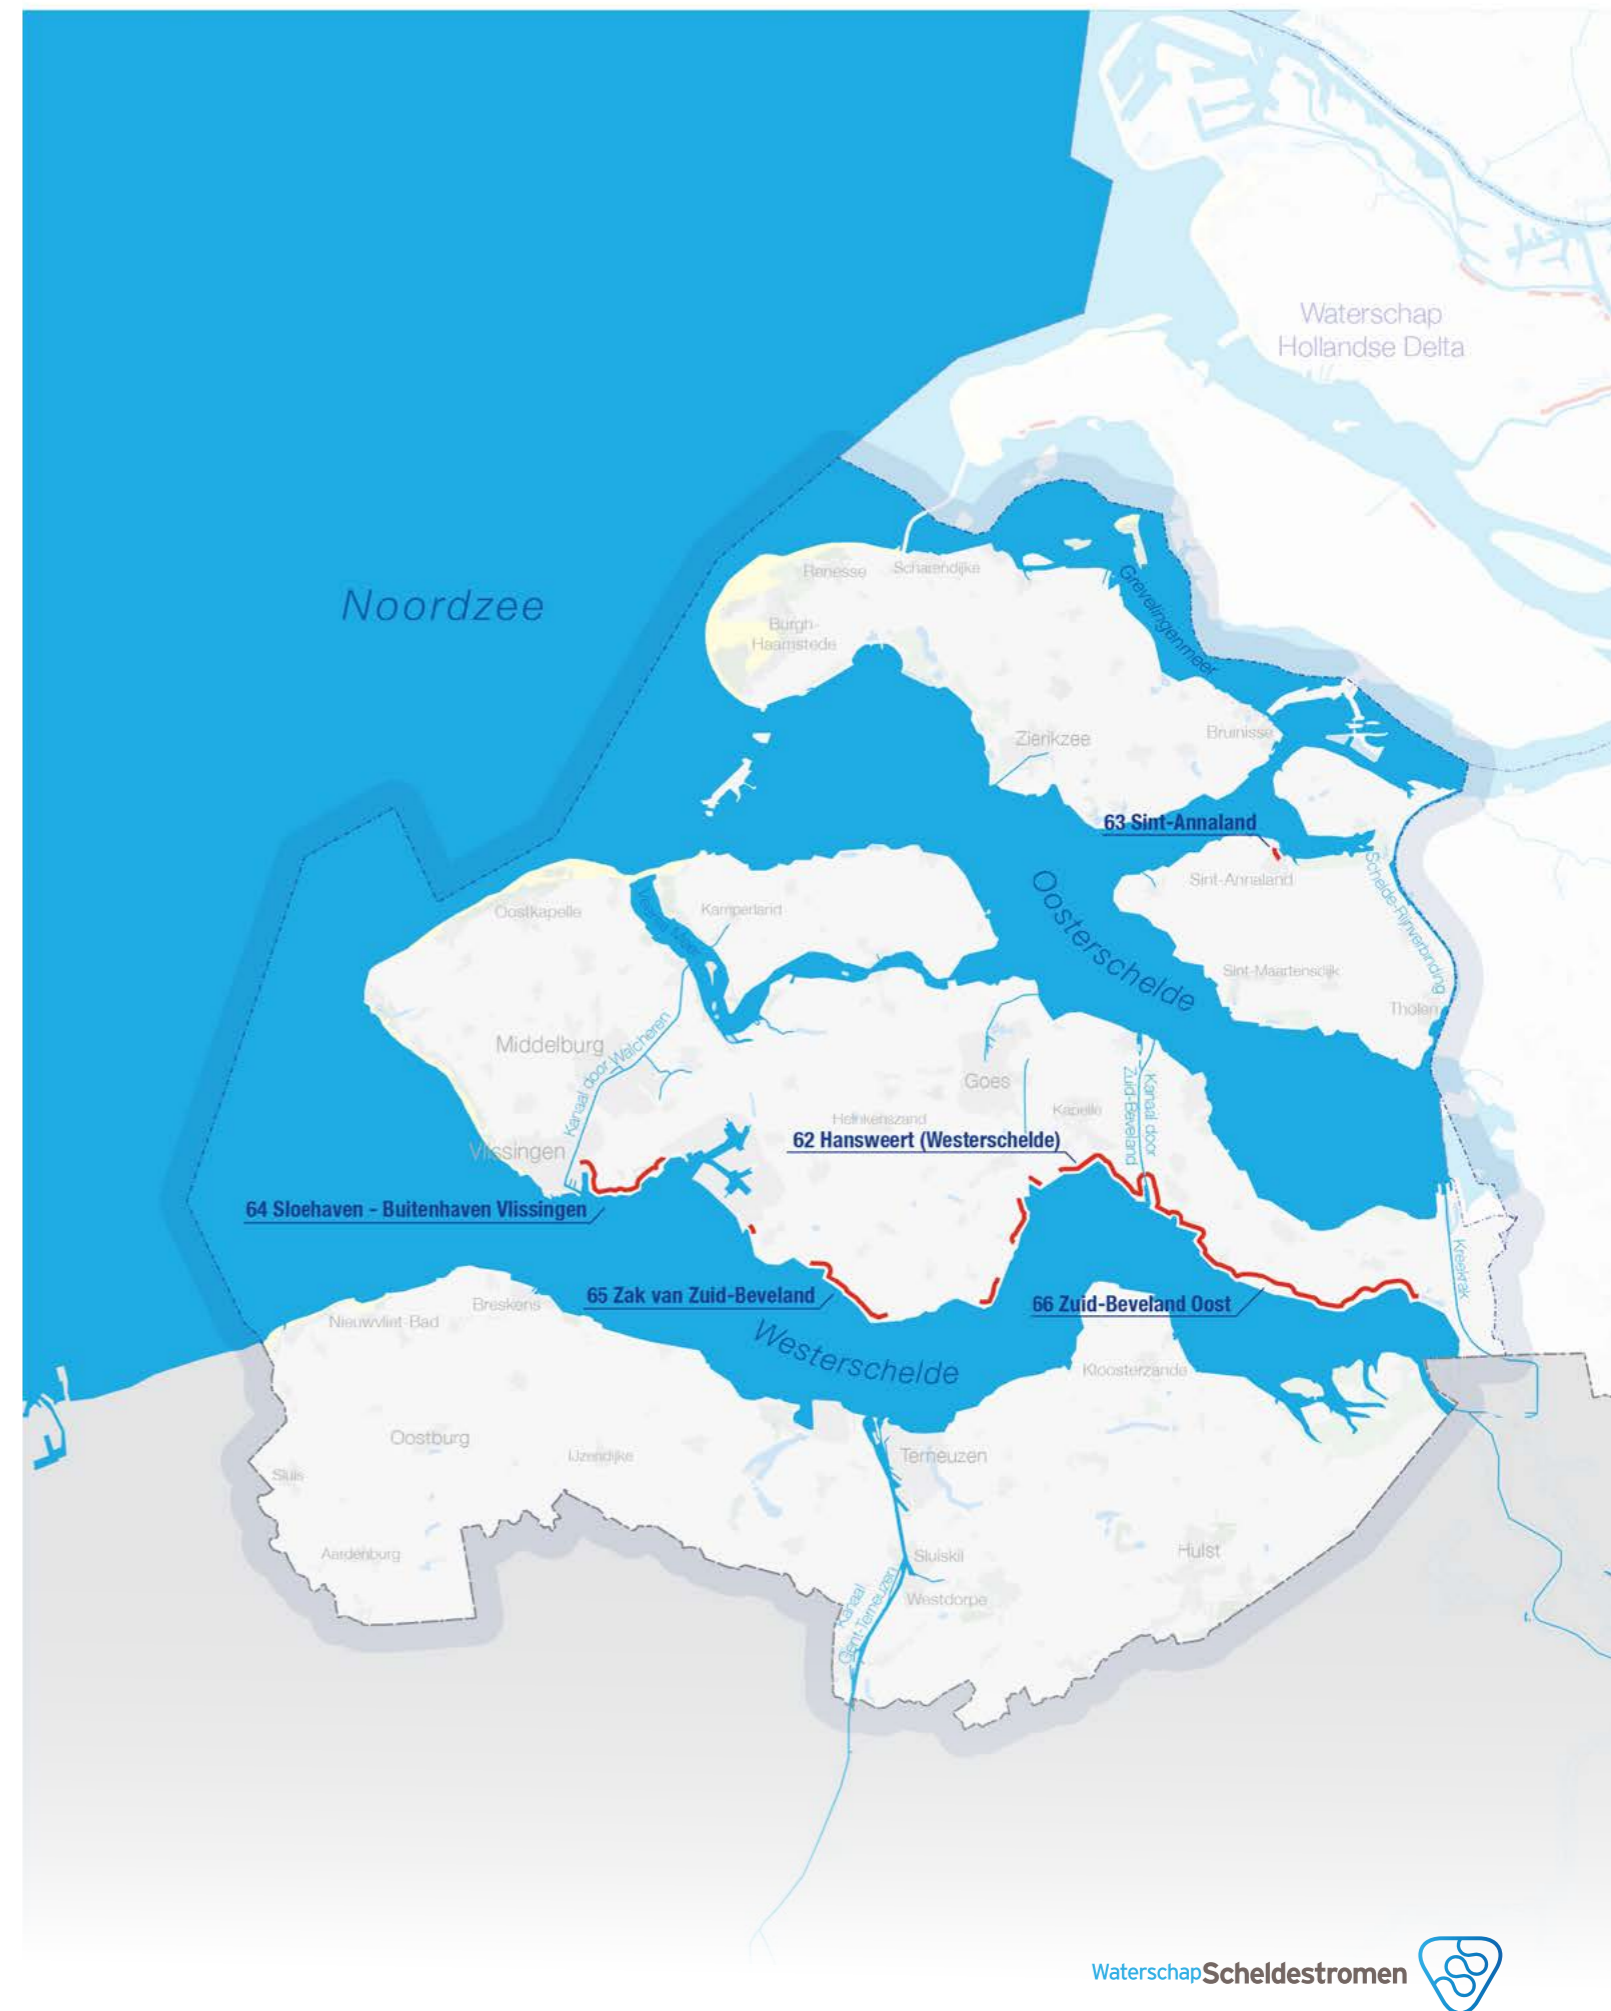 Waterschap
Hollandse Delta
Noordzee
Renesse
Scharendijke
Burgh-
Haamstede
Grevelingenmeer
Zierikzee
Bruinisse
63 Sint-Annaland
Sint-Annaland
Oosterschelde
Schelde-Rijnverbinding
Oostkapelle
Veerse Meer
Kamperland
Sint-Maartensdijk
Tholen
Middelburg
Kanaal door Walcheren
Goes
Kapelle
Kanaal door
Zuid-Beveland
Heinkenszand
62 Hansweert (Westerschelde)
Vlissingen
64 Sloehaven - Buitenhaven Vlissingen
Kreekrak
65 Zak van Zuid-Beveland
66 Zuid-Beveland Oost
Breskens
Nieuwvliet-Bad
Westerschelde
Kloosterzande
Oostburg
IJzendijke
Terneuzen
Sluis
Aardenburg
Sluiskil
Hulst
Westdorpe
Kanaal
Gent-Terneuzen
WaterschapScheldestromen